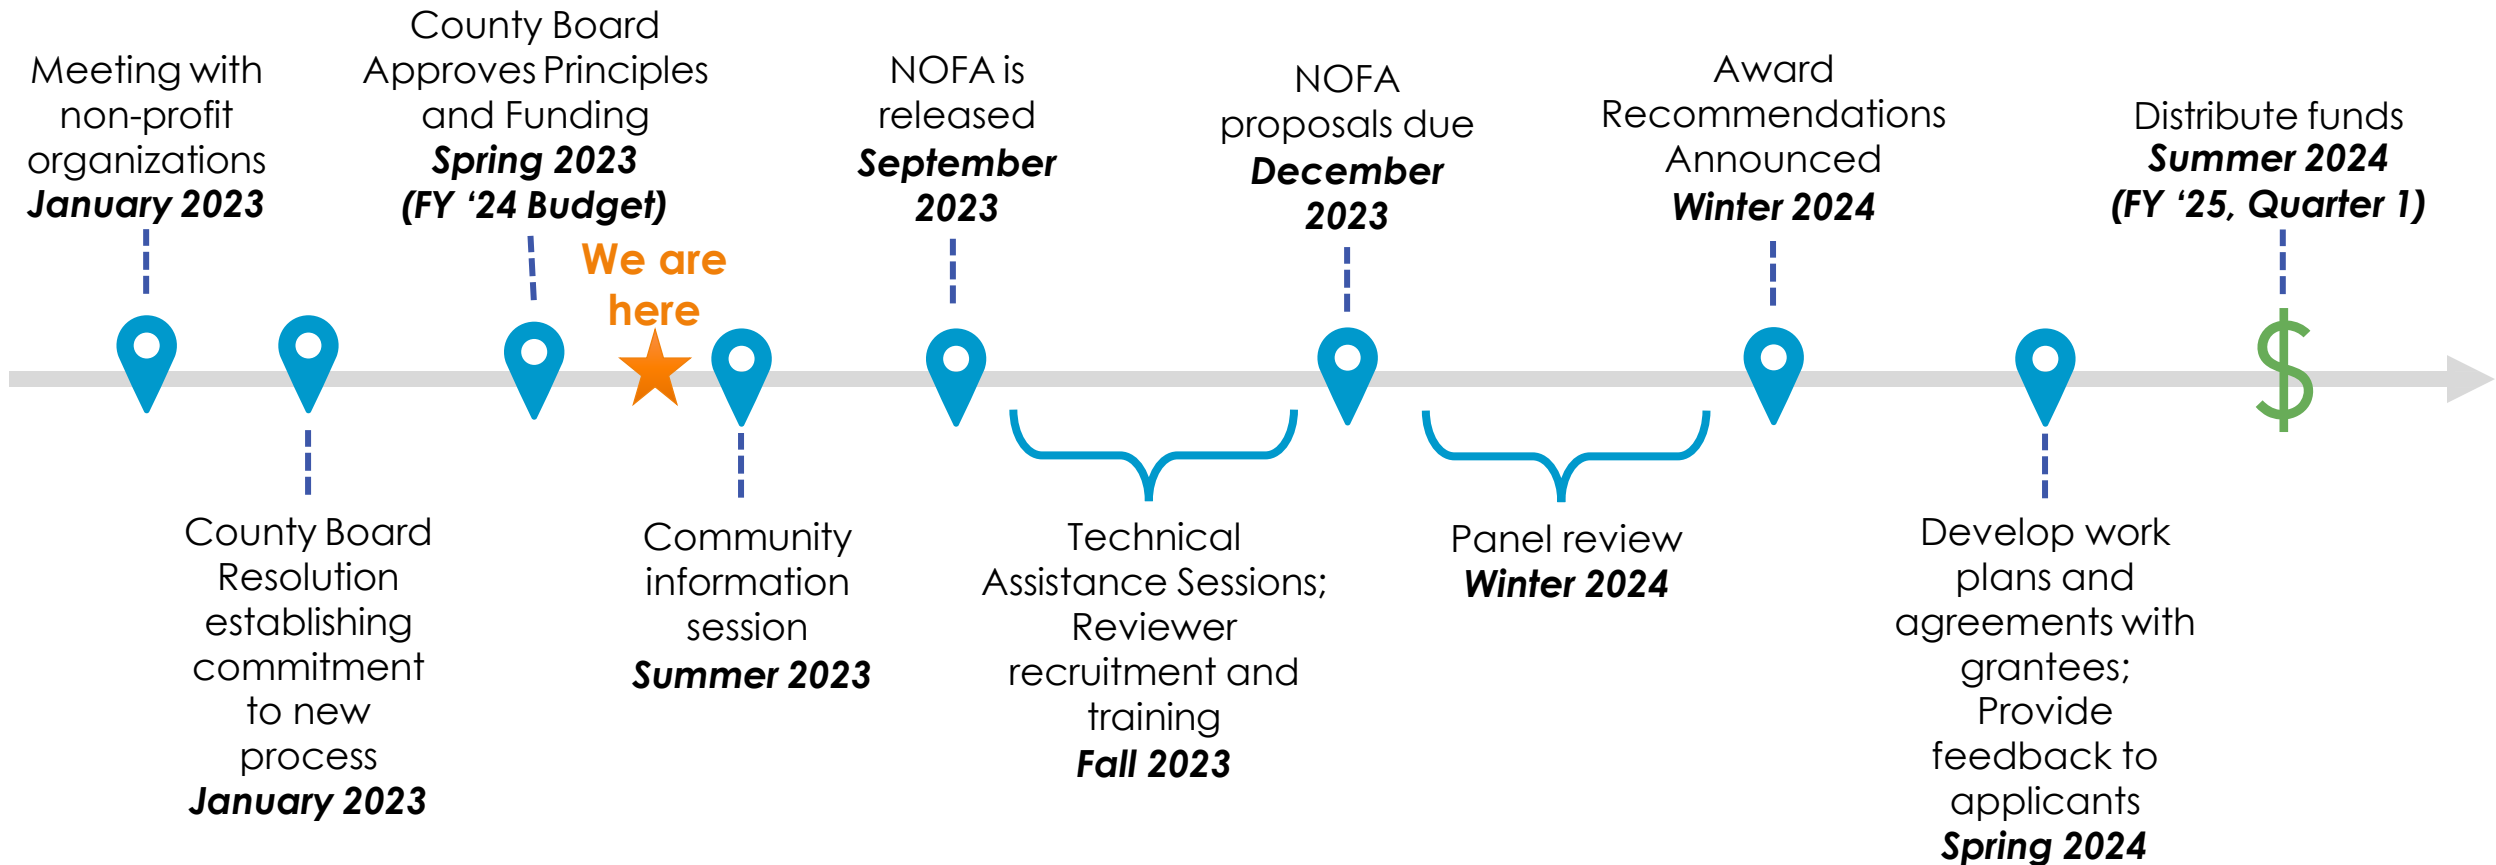 Meeting with
non-profit
organizations
January 2023
County Board
Approves Principles
and Funding
Spring 2023
(FY ‘24 Budget)
We are
here
NOFA is
released
September
2023
NOFA
proposals due
December
2023
Award
Recommendations
Announced
Winter 2024
Distribute funds
Summer 2024
(FY ‘25, Quarter 1)
$
County Board
Resolution
establishing
commitment
to new
process
January 2023
Community
information
session
Summer 2023
Technical
Assistance Sessions;
Reviewer
recruitment and
training
Fall 2023
Panel review
Winter 2024
Develop work
plans and
agreements with
grantees;
Provide
feedback to
applicants
Spring 2024